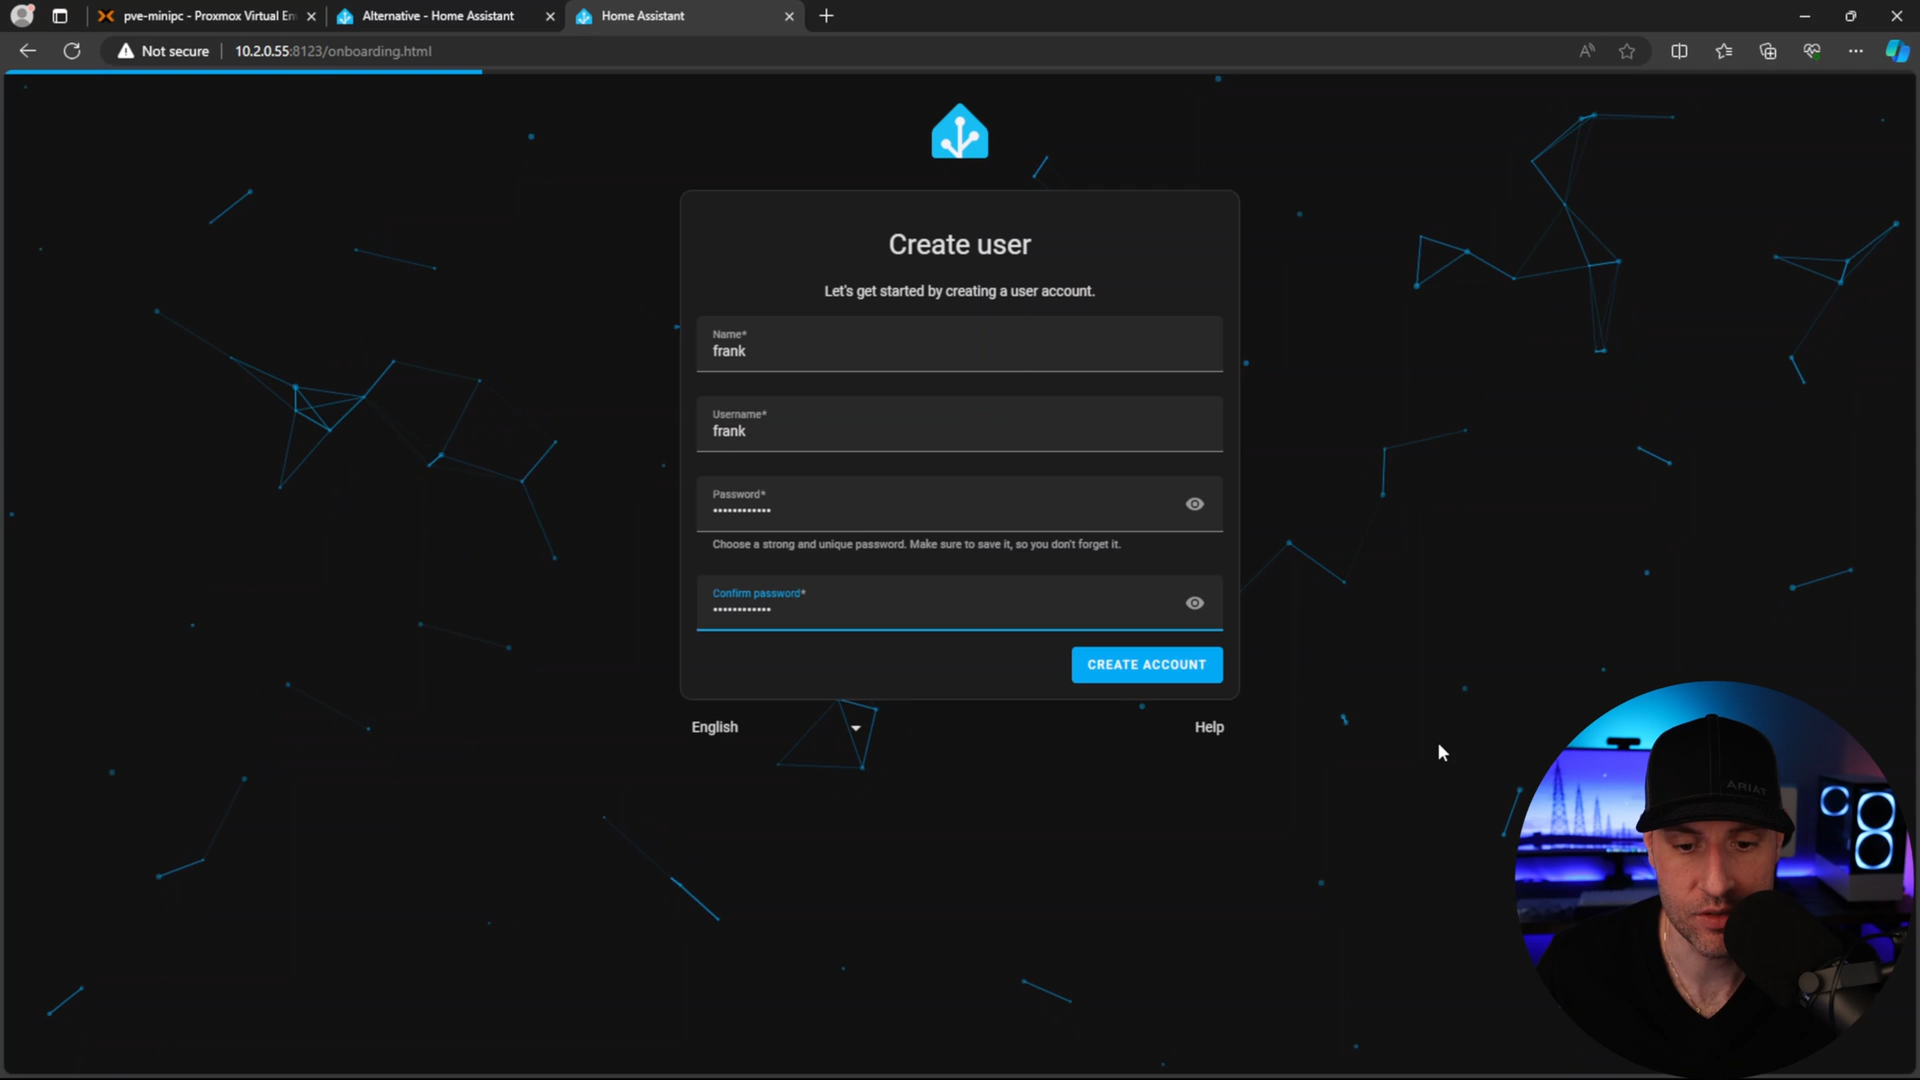 pve-minipc - Proxmox Virtual En
Alternative - Home Assistant
Home Assistant
Not secure
10.2.0.55:8123/onboarding.html
Create user
Let's get started by creating a user account.
Name*
frank
Username*
frank
Password*
••••••••••••
Choose a strong and unique password. Make sure to save it, so you don't forget it.
Confirm password*
••••••••••••
CREATE ACCOUNT
English
Help
ARIAT